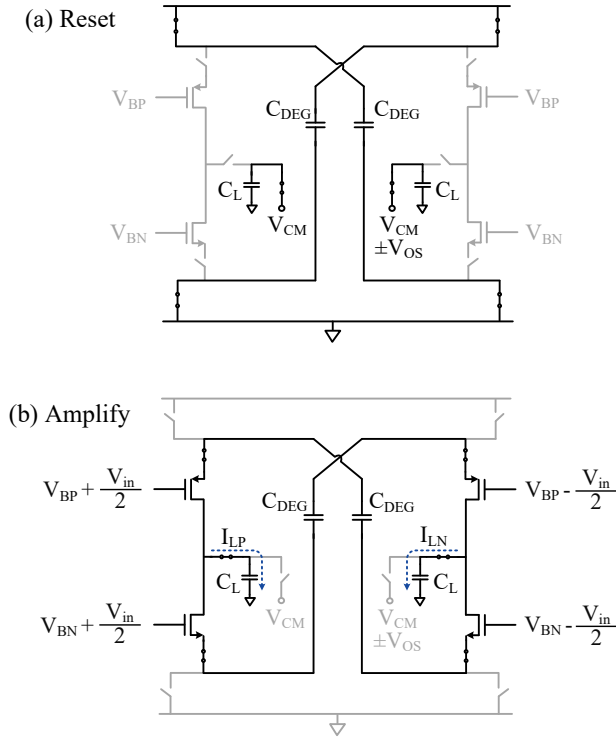 (a) Reset
V_BP
V_BP
C_DEG
C_DEG
C_L
C_L
V_CM
V_CM
±V_OS
V_BN
V_BN
(b) Amplify
V_BP + V_in/2
V_BP - V_in/2
C_DEG
C_DEG
I_LP
I_LN
C_L
C_L
V_CM
V_CM
±V_OS
V_BN + V_in/2
V_BN - V_in/2